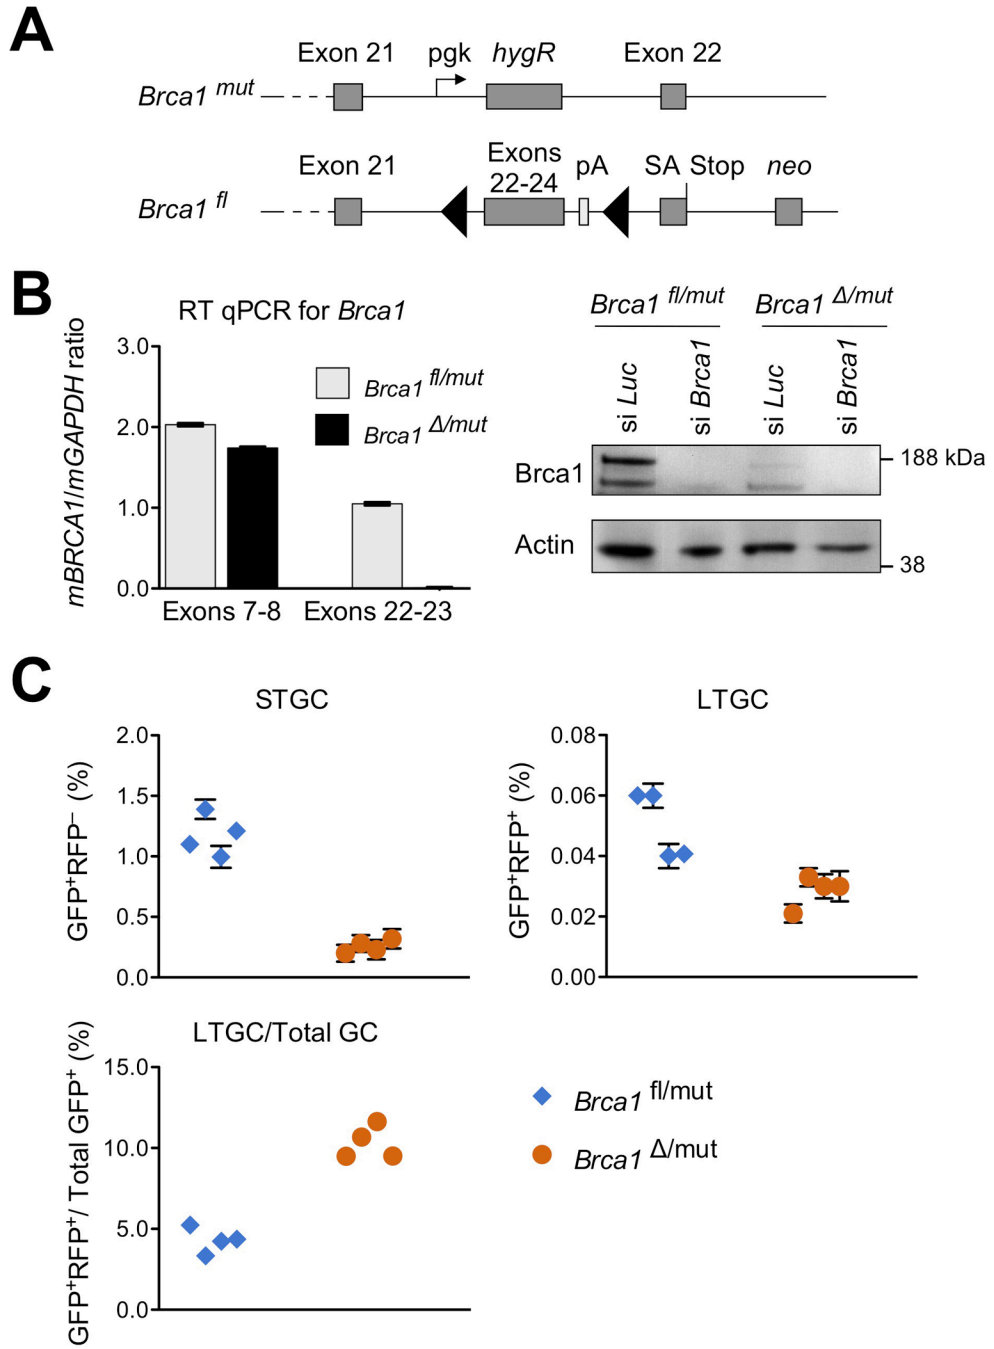 A
Exon 21 pgk hygR Exon 22
Brca1 mut
Exon 21 Exons 22-24 pA SA Stop neo
Brca1 fl
B
RT qPCR for Brca1
mBRCA1/mGAPDH ratio
3.0
2.0
1.0
0.0
Brca1 fl/mut
Brca1 Δ/mut
Exons 7-8 Exons 22-23
Brca1 fl/mut Brca1 Δ/mut
si Luc si Brca1 si Luc si Brca1
Brca1 188 kDa
Actin 38
C
STGC
GFP+RFP– (%)
2.0
1.5
1.0
0.5
0.0
LTGC
GFP+RFP+ (%)
0.08
0.06
0.04
0.02
0.00
LTGC/Total GC
GFP+RFP+/ Total GFP+ (%)
15.0
10.0
5.0
0.0
Brca1 fl/mut
Brca1 Δ/mut